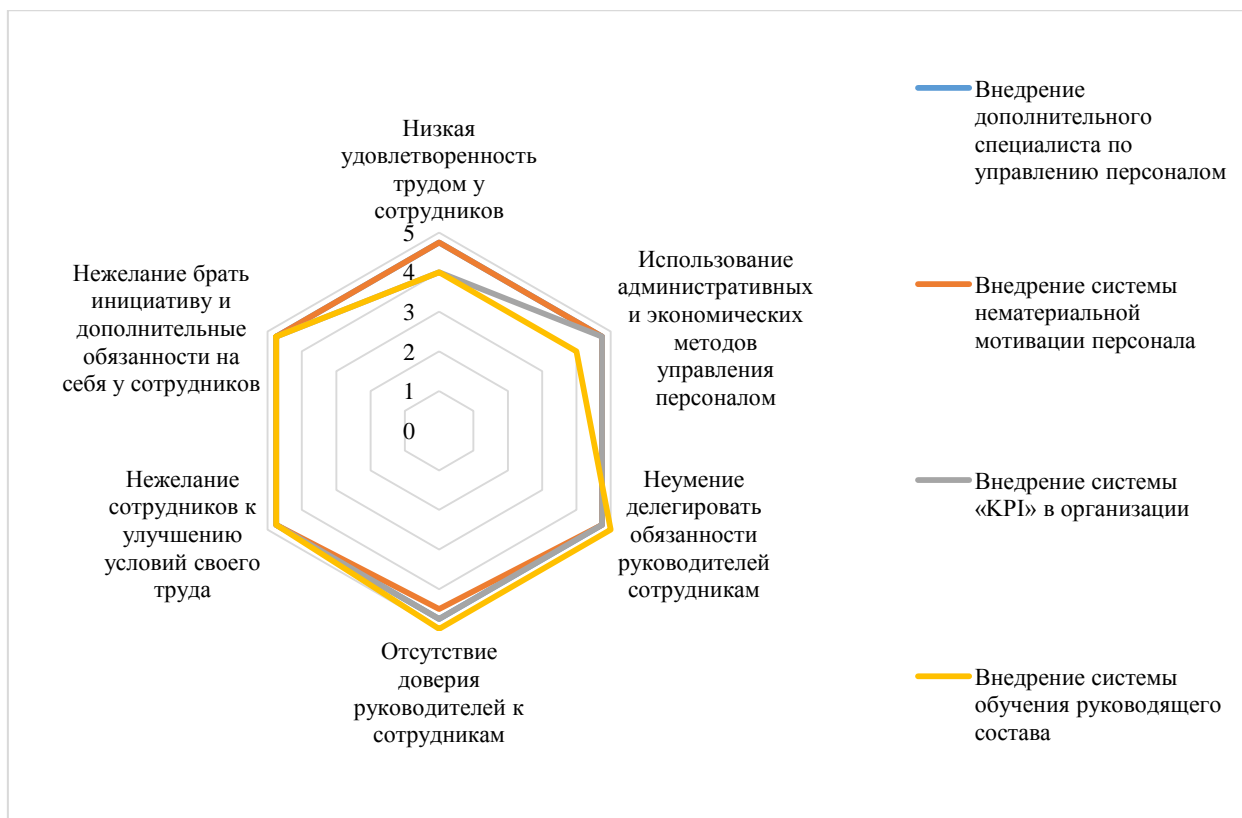 Низкая
удовлетворенность
трудом у
сотрудников
5
4
3
2
1
0
Использование
административных
и экономических
методов
управления
персоналом
Неумение
делегировать
обязанности
руководителей
сотрудникам
Отсутствие
доверия
руководителей к
сотрудникам
Нежелание
сотрудников к
улучшению
условий своего
труда
Нежелание брать
инициативу и
дополнительные
обязанности на
себя у сотрудников
Внедрение
дополнительного
специалиста по
управлению персоналом
Внедрение системы
нематериальной
мотивации персонала
Внедрение системы
«KPI» в организации
Внедрение системы
обучения руководящего
состава